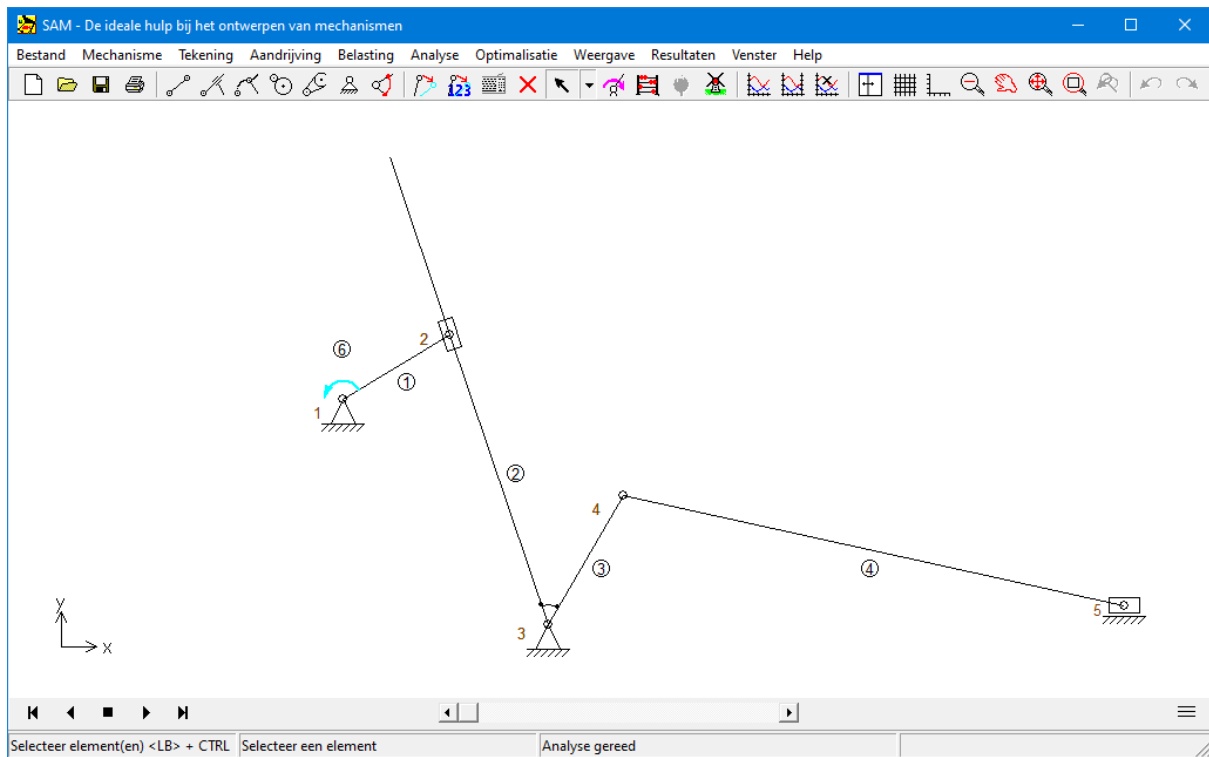 SAM - De ideale hulp bij het ontwerpen van mechanismen
Bestand Mechanisme Tekening Aandrijving Belasting Analyse Optimalisatie Weergave Resultaten Venster Help
123
2
6
1
1
2
4
3
4
y
5
3
x
Selecteer element(en) <LB> + CTRL Selecteer een element Analyse gereed